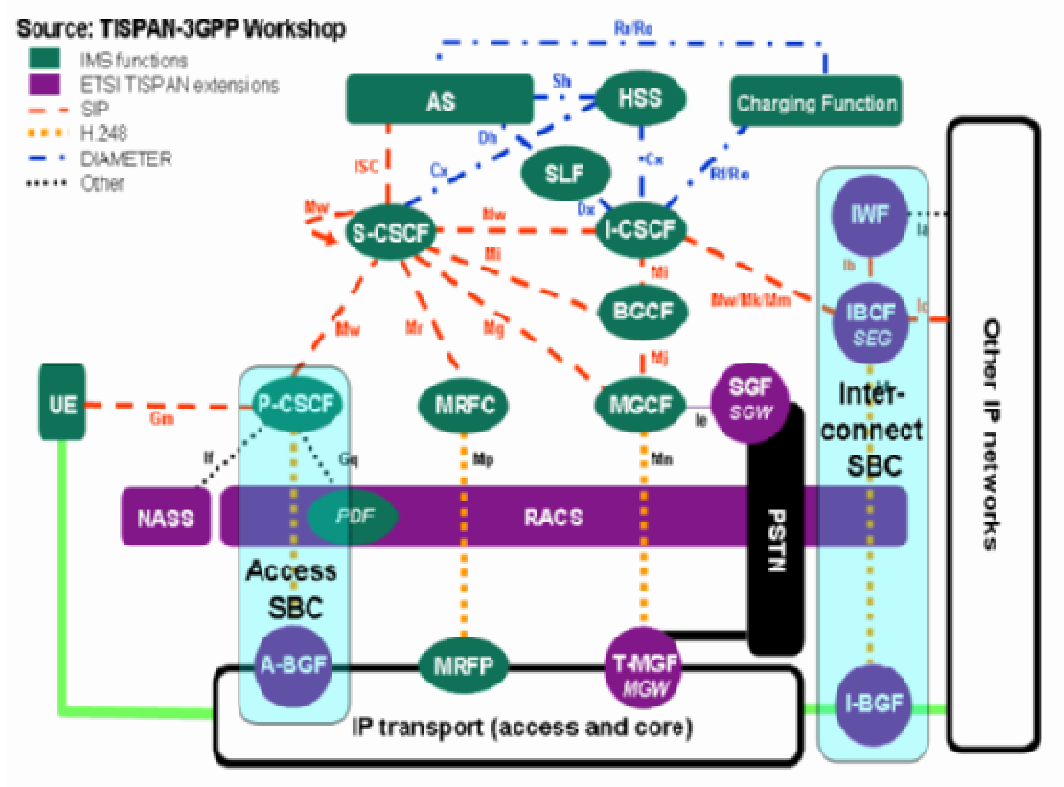 Source: TISPAN-3GPP Workshop
IMS functions
ETSI TISPAN extensions
SIP
H.248
DIAMETER
Other
Rf/Ro
AS
Sh
HSS
Charging Function
Dh
ISC
Cx
SLF
Cx
Rf/Ro
Dx
Mw
S-CSCF
Mw
I-CSCF
IWF
Ia
Mi
Mi
Ib
Mw/Mk/Mm
BGCF
IBCF
SEG
Ic
Mw
Mr
Mg
Mj
UE
Gm
P-CSCF
MRFC
MGCF
Ie
SGF
SGW
Inter-
connect
SBC
Other IP networks
If
Gq
Mp
Mn
NASS
PDF
RACS
PSTN
Access
SBC
A-BGF
MRFP
T-MGF
MGW
I-BGF
IP transport (access and core)